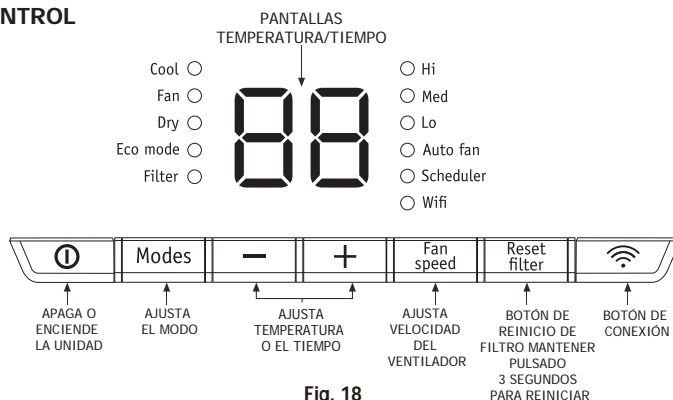 NTROL
PANTALLAS
TEMPERATURA/TIEMPO
Cool
Fan
Dry
Eco mode
Filter
88
Hi
Med
Lo
Auto fan
Scheduler
Wifi
Modes
−
+
Fan
speed
Reset
filter
APAGA O
ENCIENDE
LA UNIDAD
AJUSTA
EL MODO
AJUSTA
TEMPERATURA
O EL TIEMPO
AJUSTA
VELOCIDAD
DEL
VENTILADOR
BOTÓN DE
REINICIO DE
FILTRO MANTENER
PULSADO
3 SEGUNDOS
PARA REINICIAR
BOTÓN DE
CONEXIÓN
Fig. 18